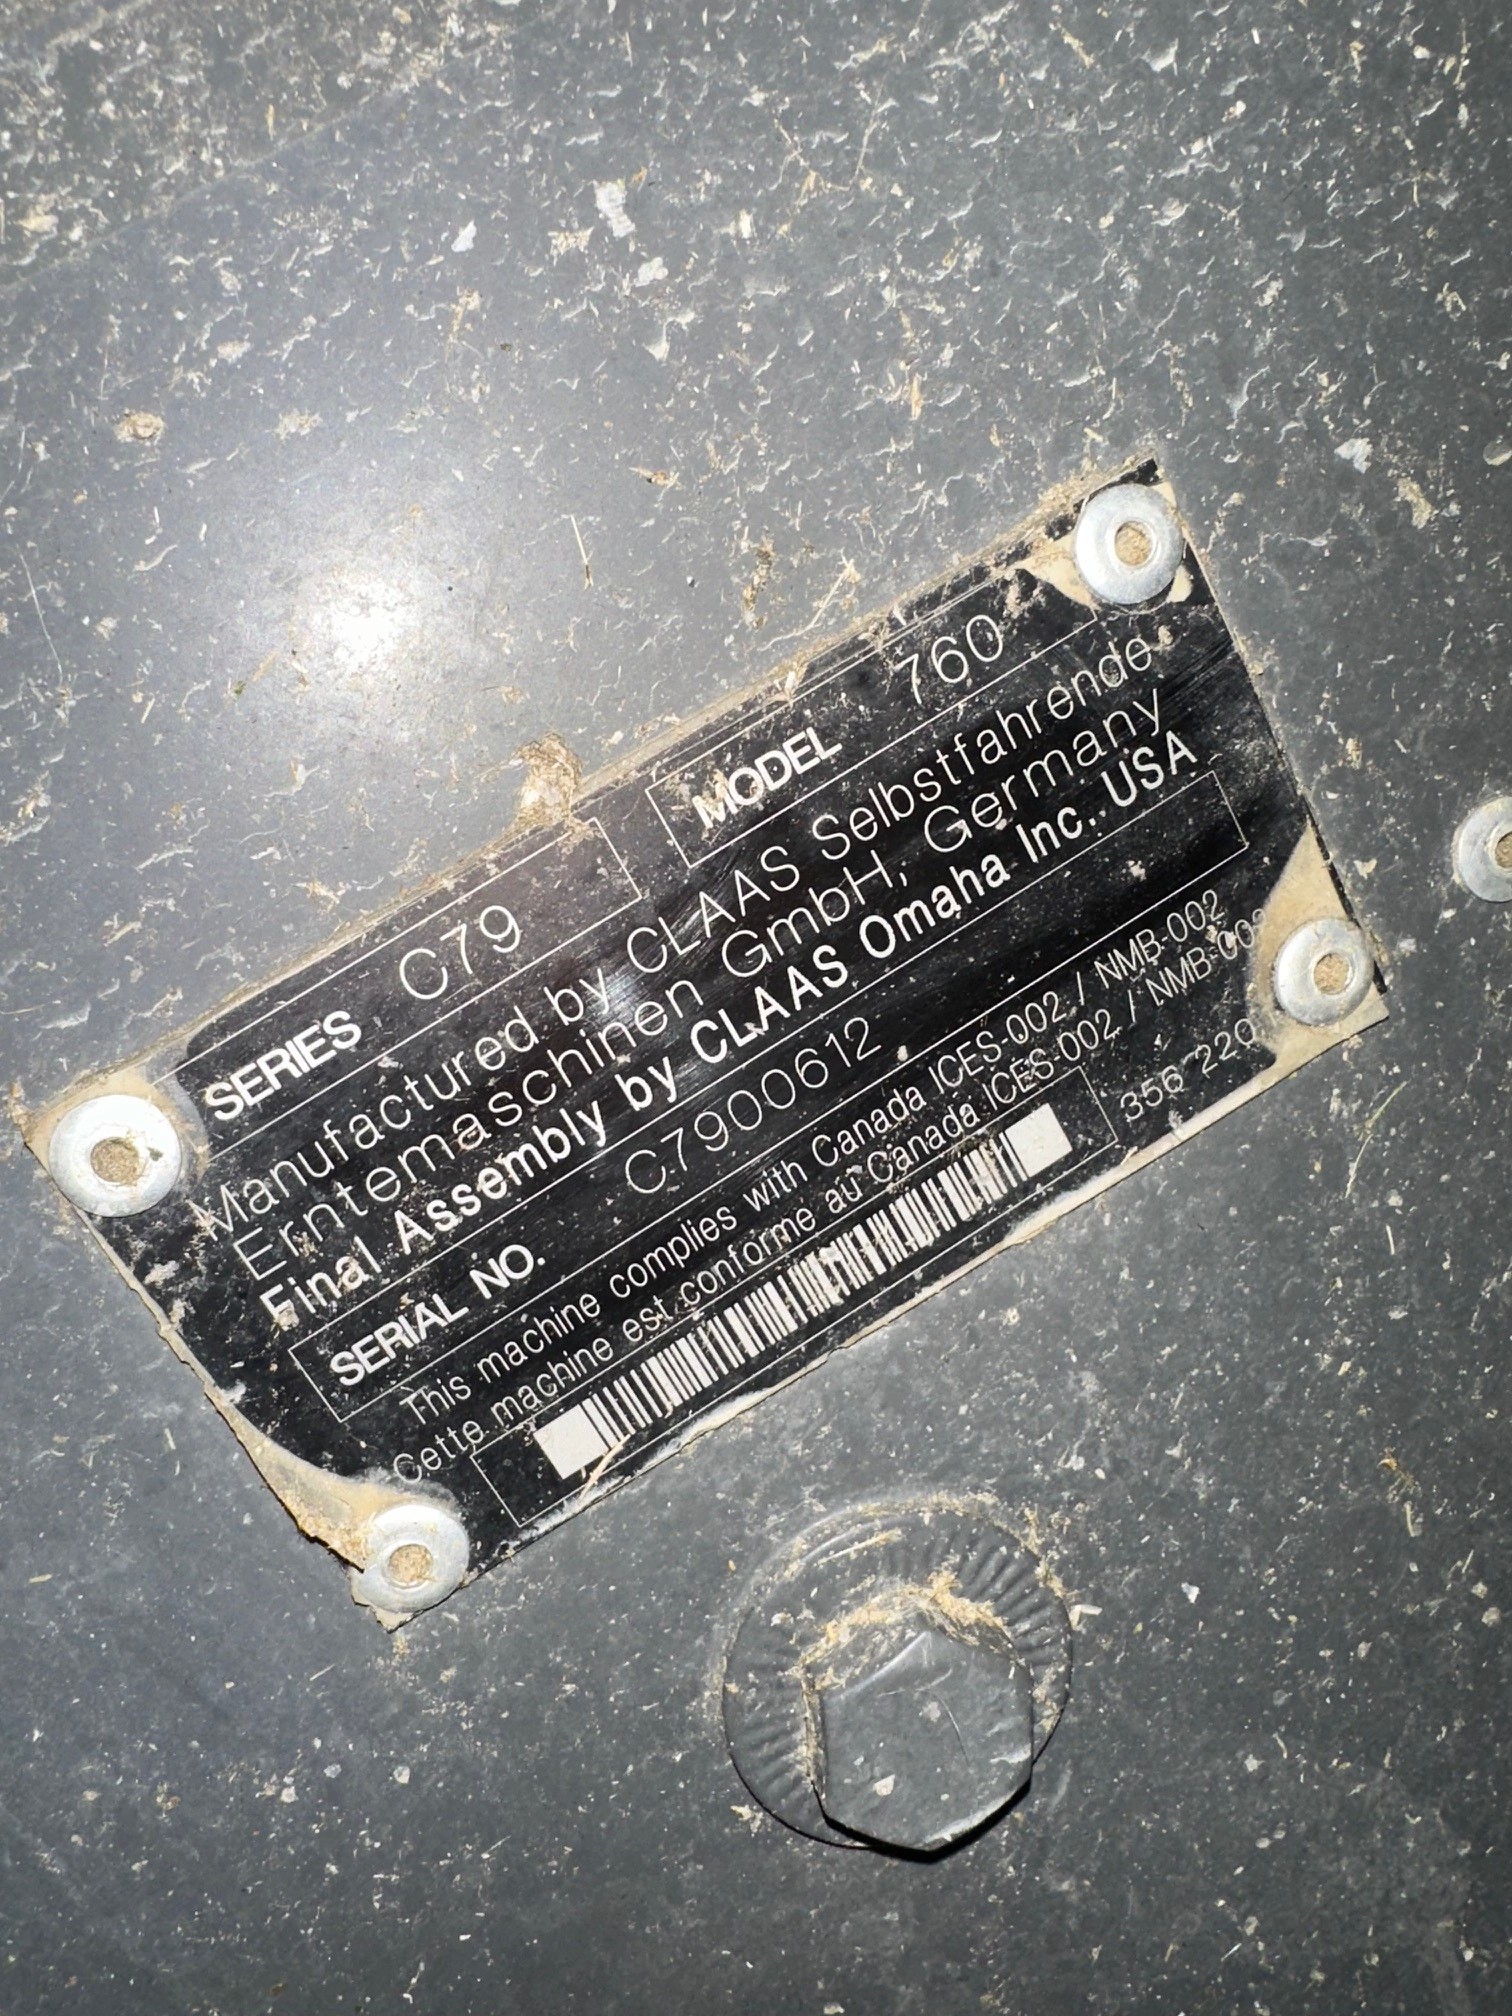 SERIES C79 MODEL 760
Manufactured by CLAAS Selbstfahrende
Erntemaschinen GmbH, Germany
Final Assembly by CLAAS Omaha Inc., USA
SERIAL NO. C7900612
This machine complies with Canada ICES-002 / NMB-002
Cette machine est conforme au Canada ICES-002 / NMB-002
356 220